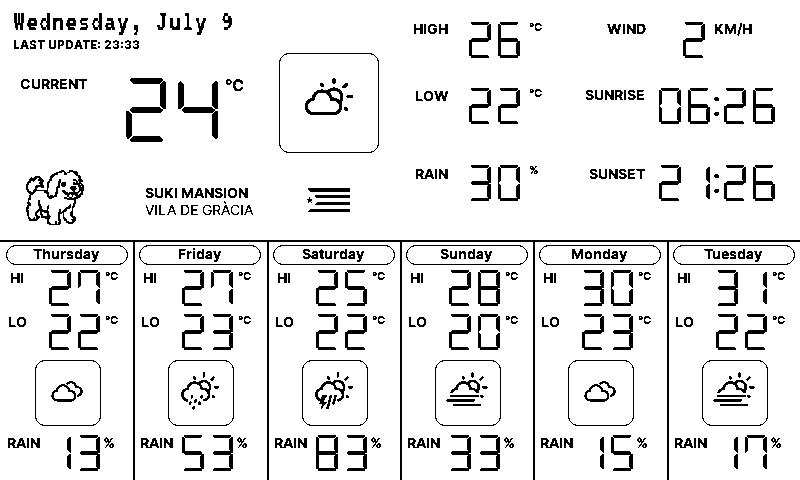 Wednesday, July 9
LAST UPDATE: 23:33
CURRENT 24 °C
SUKI MANSION
VILA DE GRÀCIA
HIGH 26 °C
LOW 22 °C
RAIN 30 %
WIND 2 KM/H
SUNRISE 06:26
SUNSET 21:26
Thursday
HI 27 °C
LO 22 °C
RAIN 13 %
Friday
HI 27 °C
LO 23 °C
RAIN 53 %
Saturday
HI 25 °C
LO 22 °C
RAIN 83 %
Sunday
HI 28 °C
LO 20 °C
RAIN 33 %
Monday
HI 30 °C
LO 23 °C
RAIN 15 %
Tuesday
HI 31 °C
LO 22 °C
RAIN 17 %